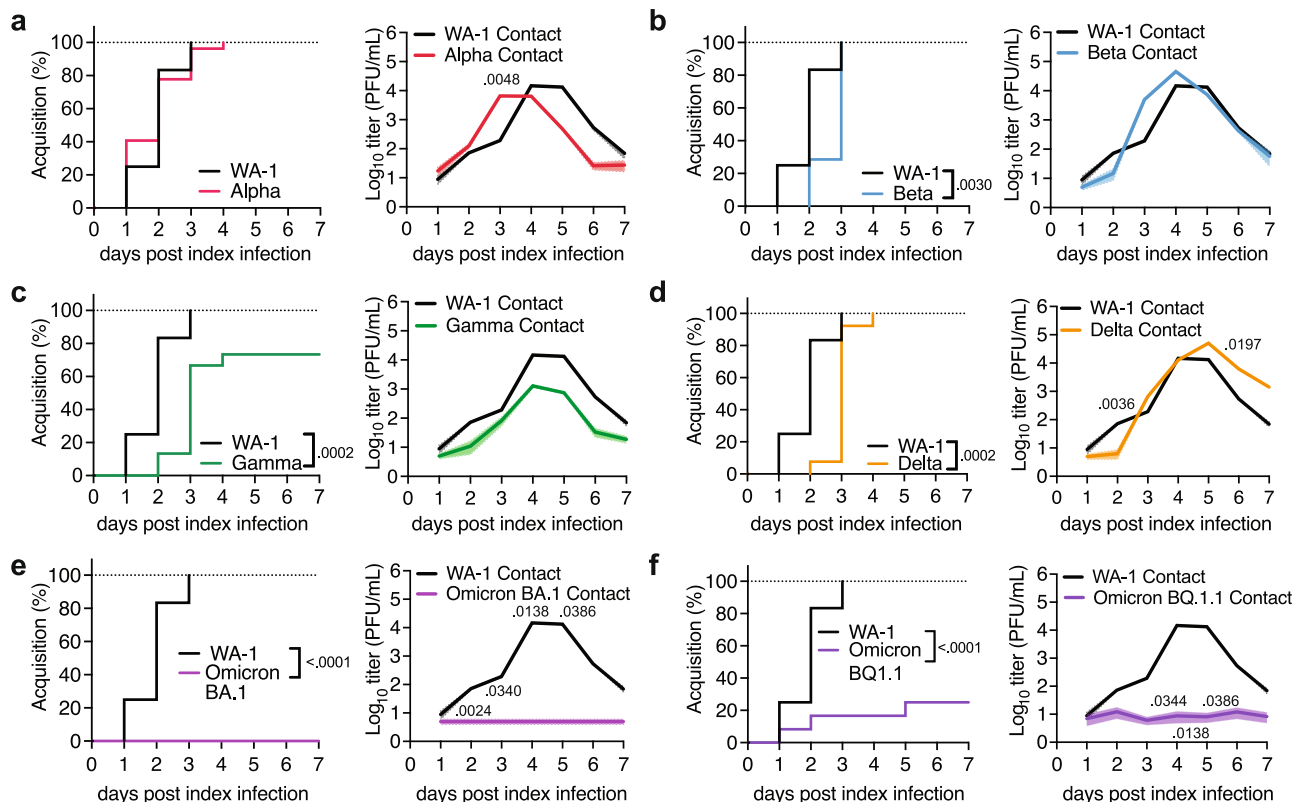 a
Acquisition (%)
100
80
60
40
20
0
WA-1
Alpha
0 1 2 3 4 5 6 7
days post index infection
Log10 titer (PFU/mL)
6
5
4
3
2
1
0
WA-1 Contact
Alpha Contact
.0048
1 2 3 4 5 6 7
days post index infection
b
Acquisition (%)
100
80
60
40
20
0
WA-1
Beta
.0030
0 1 2 3 4 5 6 7
days post index infection
Log10 titer (PFU/mL)
6
5
4
3
2
1
0
WA-1 Contact
Beta Contact
1 2 3 4 5 6 7
days post index infection
c
Acquisition (%)
100
80
60
40
20
0
WA-1
Gamma
.0002
0 1 2 3 4 5 6 7
days post index infection
Log10 titer (PFU/mL)
6
5
4
3
2
1
0
WA-1 Contact
Gamma Contact
1 2 3 4 5 6 7
days post index infection
d
Acquisition (%)
100
80
60
40
20
0
WA-1
Delta
.0002
0 1 2 3 4 5 6 7
days post index infection
Log10 titer (PFU/mL)
6
5
4
3
2
1
0
WA-1 Contact
Delta Contact
.0197
.0036
1 2 3 4 5 6 7
days post index infection
e
Acquisition (%)
100
80
60
40
20
0
WA-1
Omicron
BA.1
<.0001
0 1 2 3 4 5 6 7
days post index infection
Log10 titer (PFU/mL)
6
5
4
3
2
1
0
WA-1 Contact
Omicron BA.1 Contact
.0138 .0386
.0340
.0024
1 2 3 4 5 6 7
days post index infection
f
Acquisition (%)
100
80
60
40
20
0
WA-1
Omicron
BQ1.1
<.0001
0 1 2 3 4 5 6 7
days post index infection
Log10 titer (PFU/mL)
6
5
4
3
2
1
0
WA-1 Contact
Omicron BQ.1.1 Contact
.0344 .0386
.0138
1 2 3 4 5 6 7
days post index infection